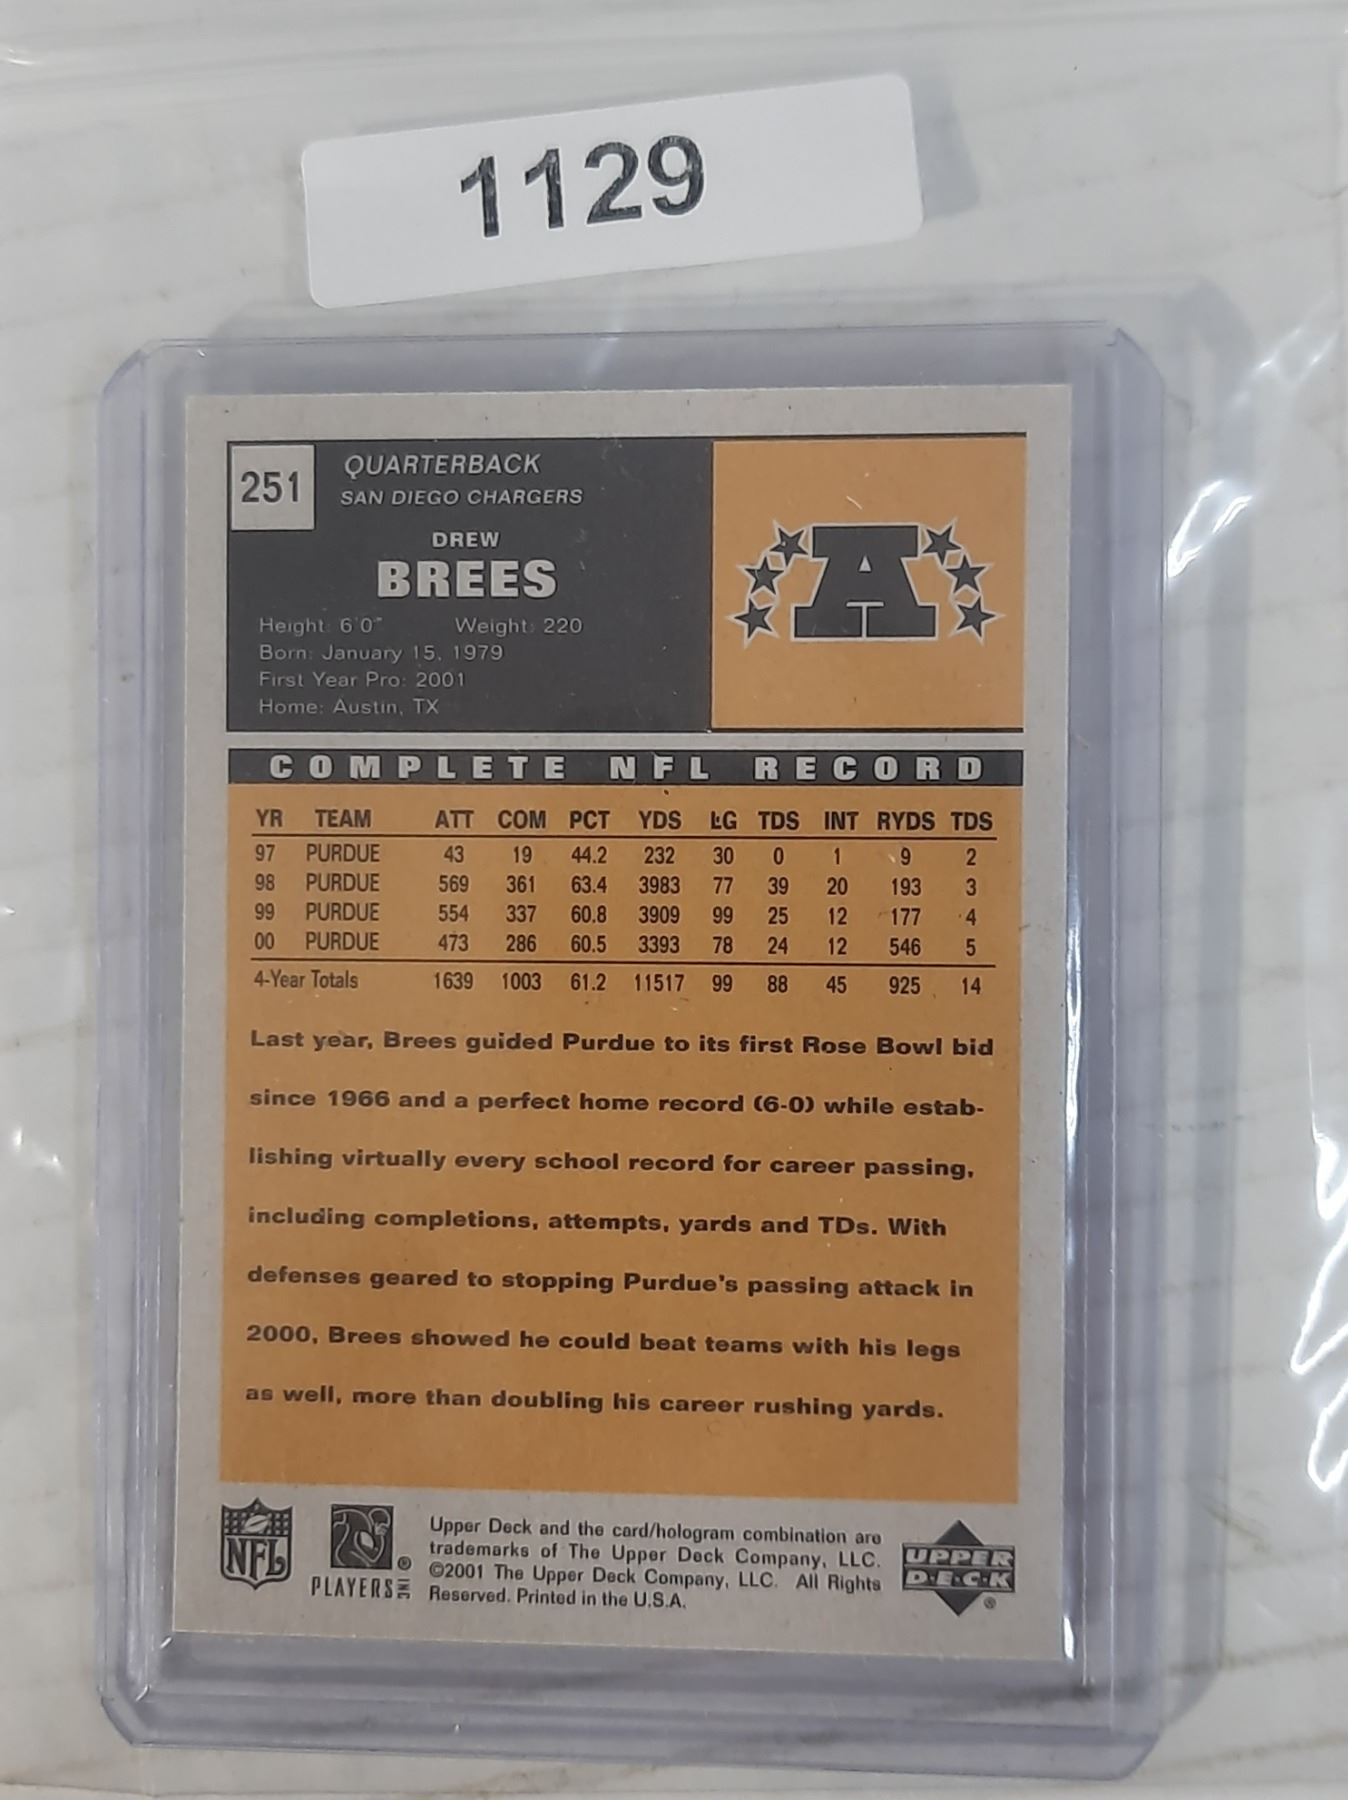 1129
251
QUARTERBACK
SAN DIEGO CHARGERS
DREW
BREES
Height: 6'0" Weight: 220
Born: January 15, 1979
First Year Pro: 2001
Home: Austin, TX
A
COMPLETE NFL RECORD
YR TEAM ATT COM PCT YDS LG TDS INT RYDS TDS
97 PURDUE 43 19 44.2 232 30 0 1 9 2
98 PURDUE 569 361 63.4 3983 77 39 20 193 3
99 PURDUE 554 337 60.8 3909 99 25 12 177 4
00 PURDUE 473 286 60.5 3393 78 24 12 546 5
4-Year Totals 1639 1003 61.2 11517 99 88 45 925 14
Last year, Brees guided Purdue to its first Rose Bowl bid
since 1966 and a perfect home record (6-0) while estab-
lishing virtually every school record for career passing,
including completions, attempts, yards and TDs. With
defenses geared to stopping Purdue's passing attack in
2000, Brees showed he could beat teams with his legs
as well, more than doubling his career rushing yards.
NFL
PLAYERS INC ®
Upper Deck and the card/hologram combination are
trademarks of The Upper Deck Company, LLC.
©2001 The Upper Deck Company, LLC. All Rights
Reserved. Printed in the U.S.A.
UPPER
D•E•C•K
®